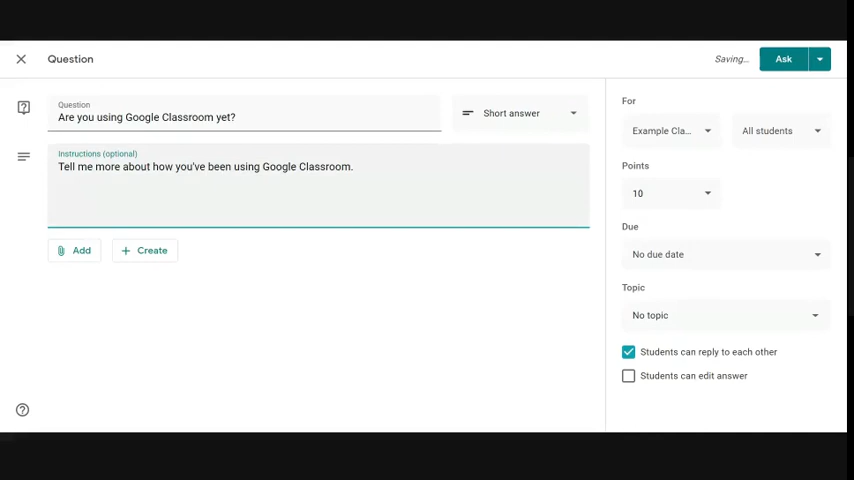 Question
Saving...
Ask
Question
Are you using Google Classroom yet?
Short answer
Instructions (optional)
Tell me more about how you've been using Google Classroom.
Add
Create
For
Example Cla...
All students
Points
10
Due
No due date
Topic
No topic
Students can reply to each other
Students can edit answer